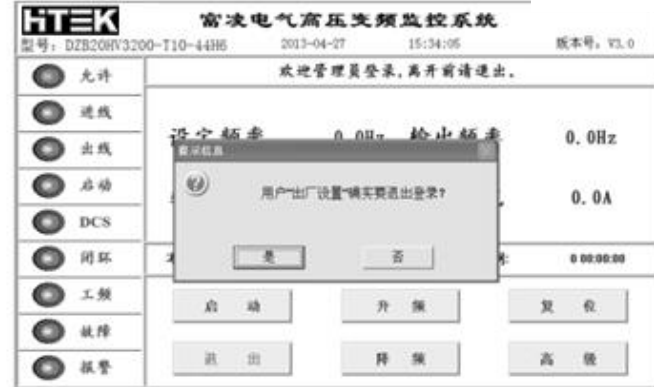 HTEK
富凌电气高压变频监控系统
型号: DZB20HV3200-T10-44H6 2013-04-27 15:34:05 版本号: V3.0
允许
欢迎管理员登录,离开前请退出.
进线
出线
启动
DCS
闭环
工频
故障
报警
设定频率 0.0Hz 输出频率 0.0Hz
提示信息
用户"出厂设置"确实要退出登录?
0.0A
是 否
0 00:00:00
启 动 升 频 复 位
退 出 降 频 高 级